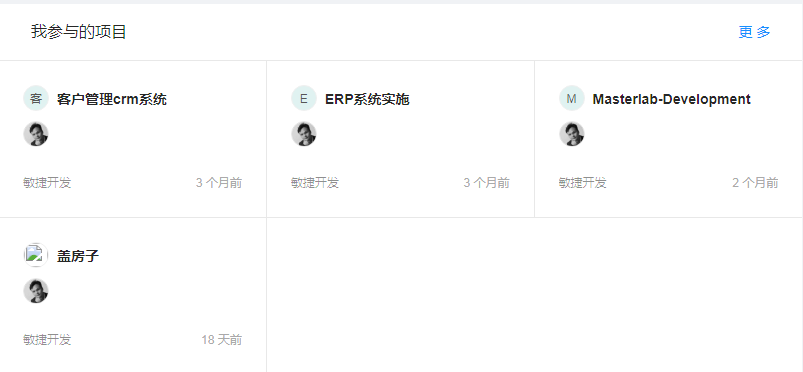 我参与的项目
更 多
客 客户管理crm系统
敏捷开发 3 个月前
E ERP系统实施
敏捷开发 3 个月前
M Masterlab-Development
敏捷开发 2 个月前
盖房子
敏捷开发 18 天前